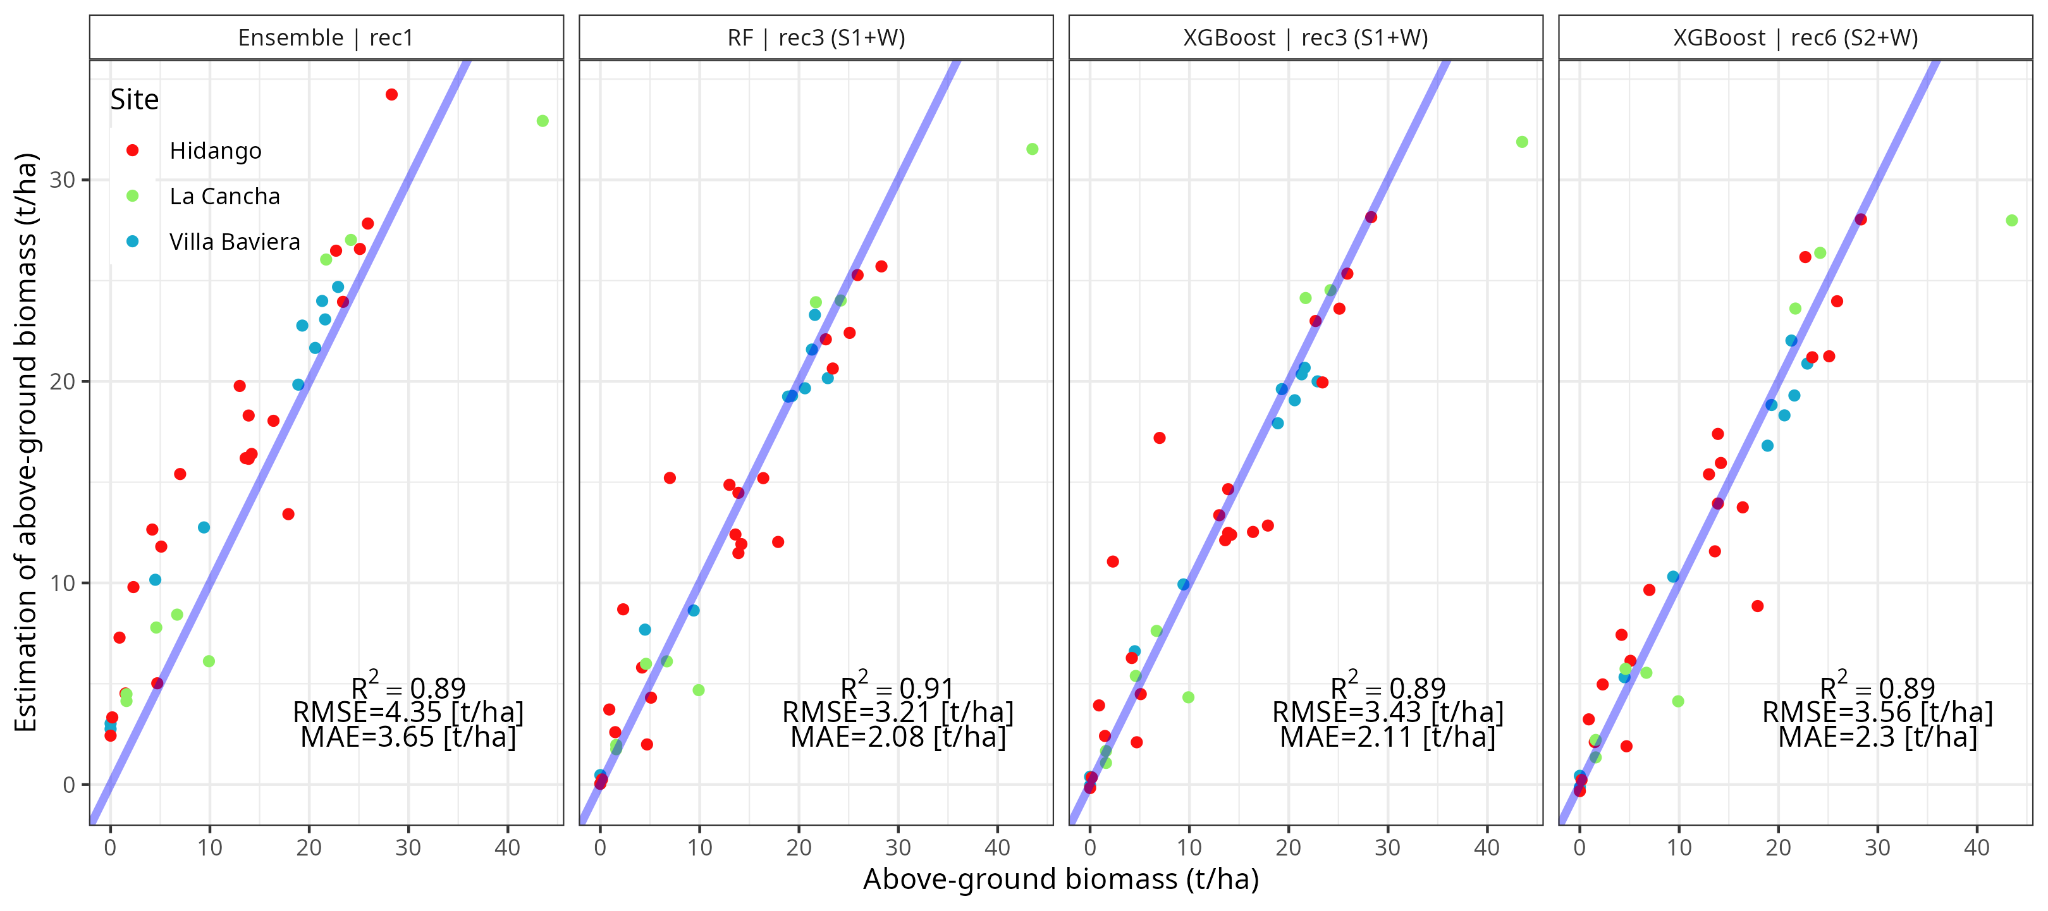 Ensemble | rec1
RF | rec3 (S1+W)
XGBoost | rec3 (S1+W)
XGBoost | rec6 (S2+W)
Site
Hidango
La Cancha
Villa Baviera
Estimation of above-ground biomass (t/ha)
30
20
10
0
R² = 0.89
RMSE=4.35 [t/ha]
MAE=3.65 [t/ha]
R² = 0.91
RMSE=3.21 [t/ha]
MAE=2.08 [t/ha]
R² = 0.89
RMSE=3.43 [t/ha]
MAE=2.11 [t/ha]
R² = 0.89
RMSE=3.56 [t/ha]
MAE=2.3 [t/ha]
0 10 20 30 40
0 10 20 30 40
0 10 20 30 40
0 10 20 30 40
Above-ground biomass (t/ha)